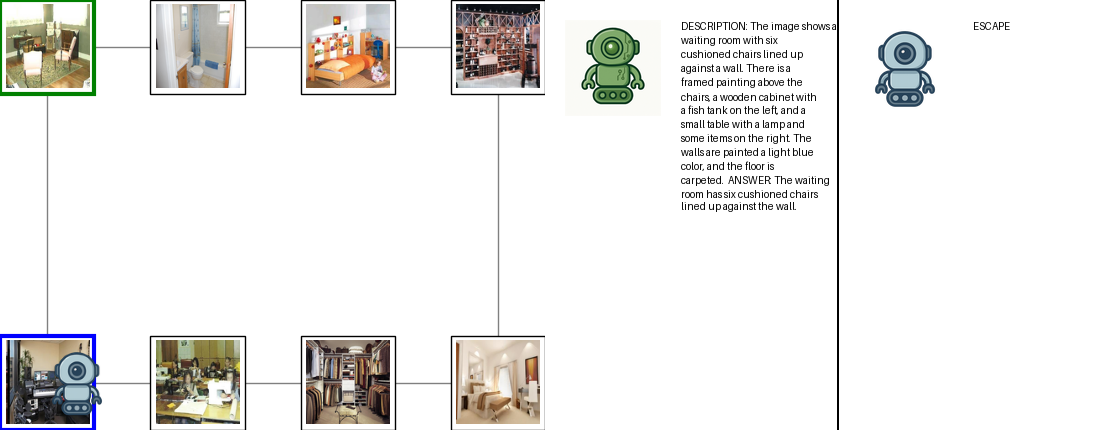 DESCRIPTION: The image shows a
waiting room with six
cushioned chairs lined up
against a wall. There is a
framed painting above the
chairs, a wooden cabinet with
a fish tank on the left, and a
small table with a lamp and
some items on the right. The
walls are painted a light blue
color, and the floor is
carpeted. ANSWER: The waiting
room has six cushioned chairs
lined up against the wall.
ESCAPE